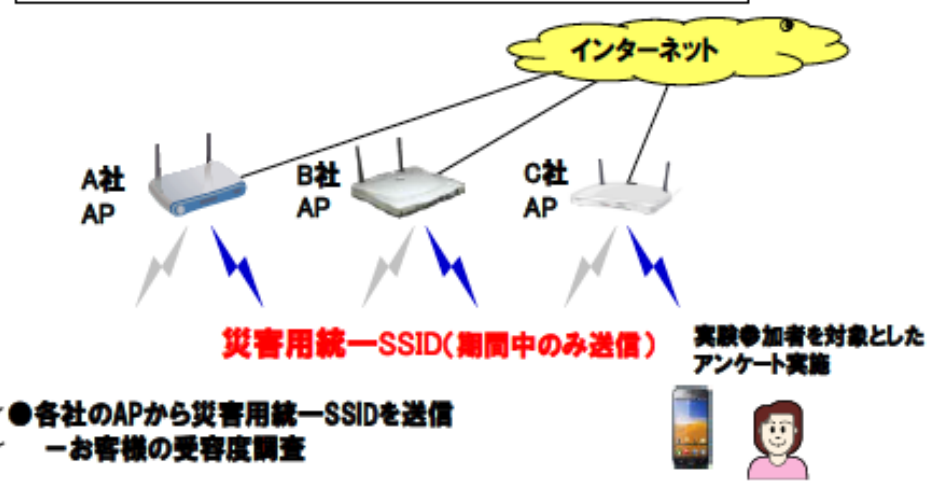 インターネット
A社
AP
B社
AP
C社
AP
災害用統一SSID(期間中のみ送信)
実験参加者を対象とした
アンケート実施
●各社のAPから災害用統一SSIDを送信
－お客様の受容度調査